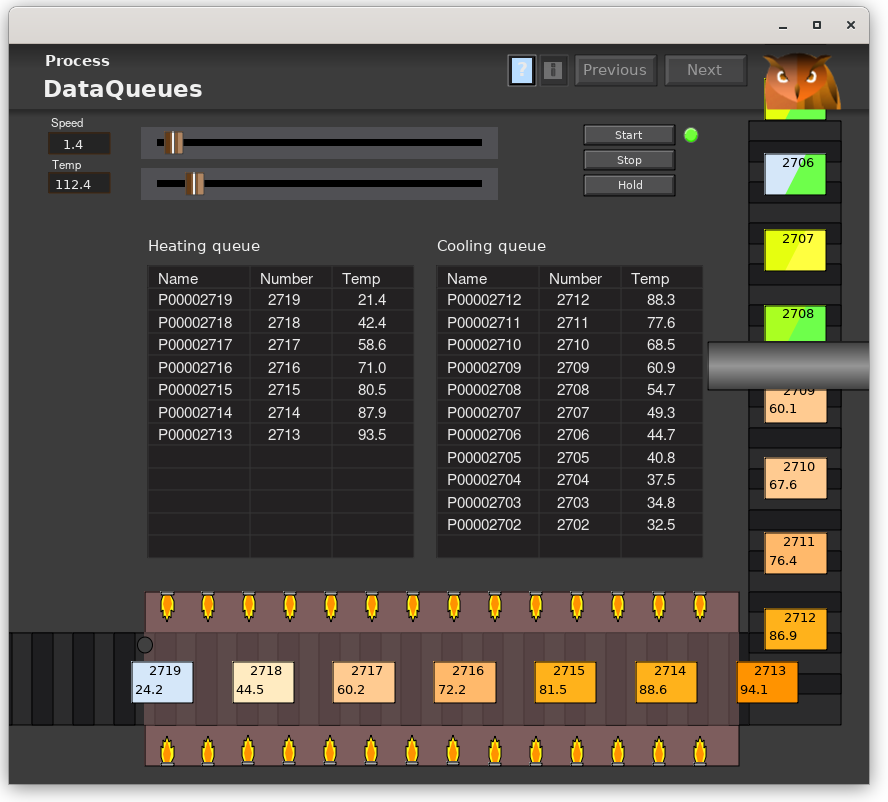 Process
DataQueues
?
i
Previous
Next
Speed
1.4
Temp
112.4
Start
Stop
Hold
Heating queue
Name Number Temp
P00002719 2719 21.4
P00002718 2718 42.4
P00002717 2717 58.6
P00002716 2716 71.0
P00002715 2715 80.5
P00002714 2714 87.9
P00002713 2713 93.5
Cooling queue
Name Number Temp
P00002712 2712 88.3
P00002711 2711 77.6
P00002710 2710 68.5
P00002709 2709 60.9
P00002708 2708 54.7
P00002707 2707 49.3
P00002706 2706 44.7
P00002705 2705 40.8
P00002704 2704 37.5
P00002703 2703 34.8
P00002702 2702 32.5
2706
2707
2708
2709
60.1
2710
67.6
2711
76.4
2712
86.9
2719
24.2
2718
44.5
2717
60.2
2716
72.2
2715
81.5
2714
88.6
2713
94.1